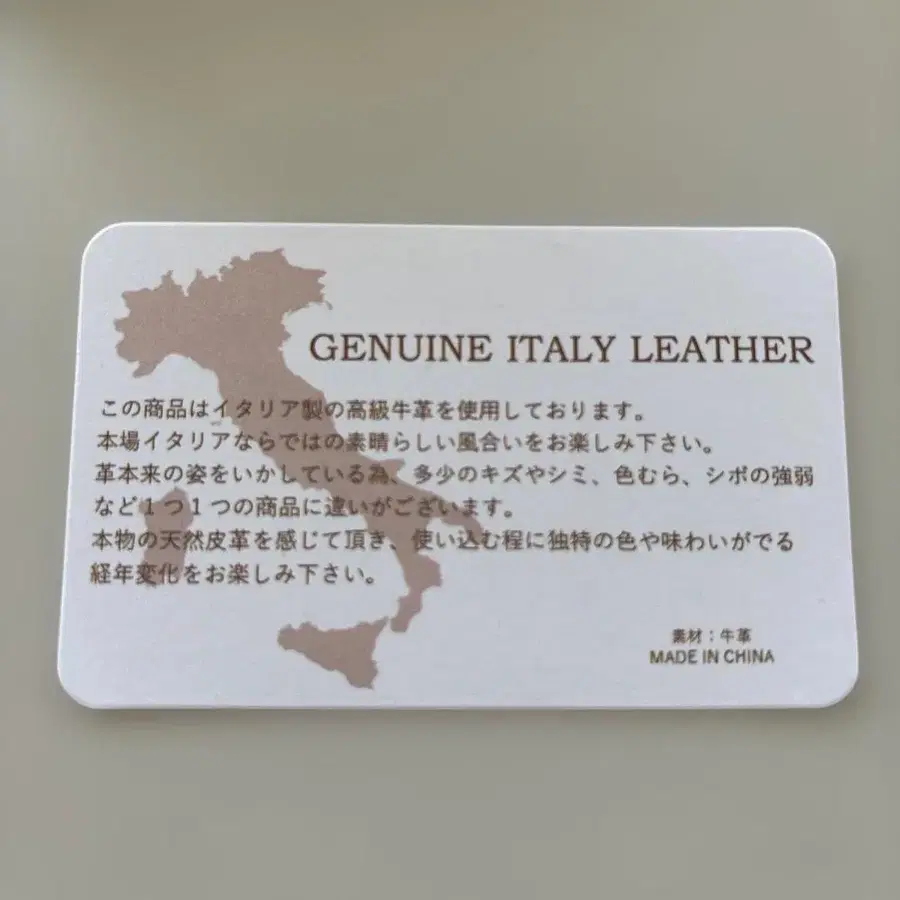 GENUINE ITALY LEATHER
この商品はイタリア製の高級牛革を使用しております。
本場イタリアならではの素晴らしい風合いをお楽しみ下さい。
革本来の姿をいかしている為、多少のキズやシミ、色むら、シボの強弱
など1つ1つの商品に違いがございます。
本物の天然皮革を感じて頂き、使い込む程に独特の色や味わいがでる
経年変化をお楽しみ下さい。
素材：牛革
MADE IN CHINA